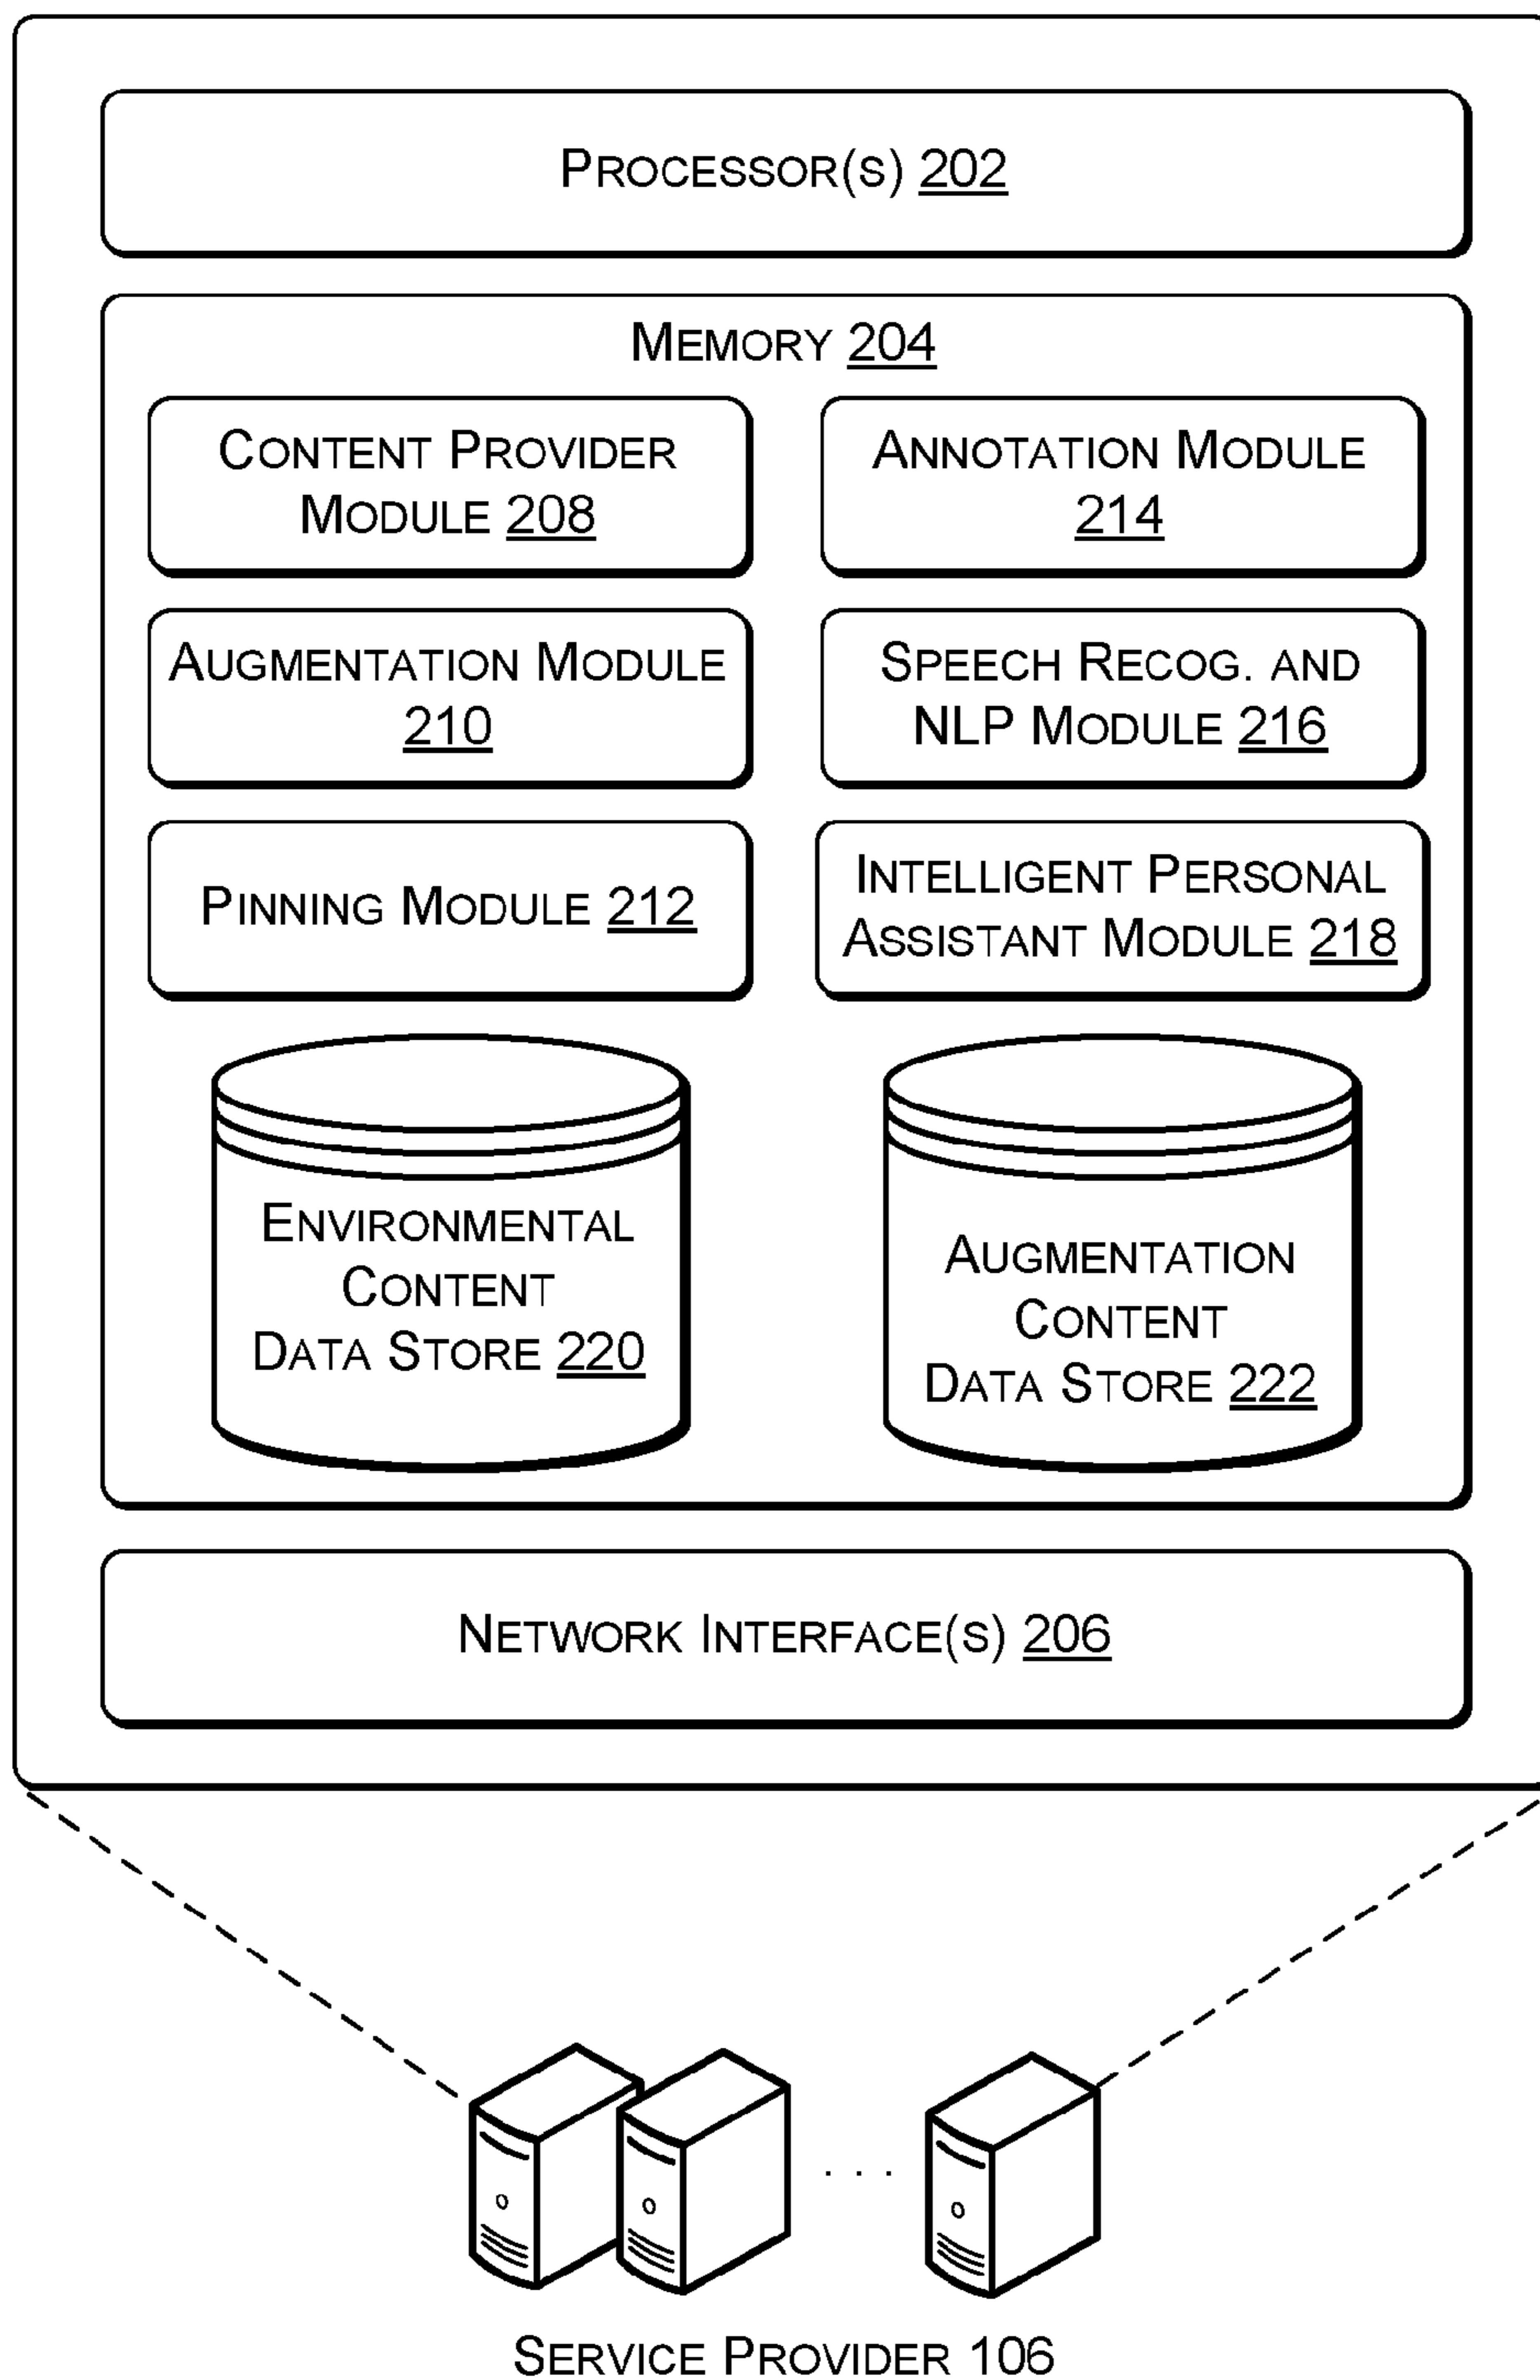 PROCESSOR(S) 202
MEMORY 204
CONTENT PROVIDER
MODULE 208
ANNOTATION MODULE
214
AUGMENTATION MODULE
210
SPEECH RECOG. AND
NLP MODULE 216
PINNING MODULE 212
INTELLIGENT PERSONAL
ASSISTANT MODULE 218
ENVIRONMENTAL
CONTENT
DATA STORE 220
AUGMENTATION
CONTENT
DATA STORE 222
NETWORK INTERFACE(S) 206
. . .
SERVICE PROVIDER 106